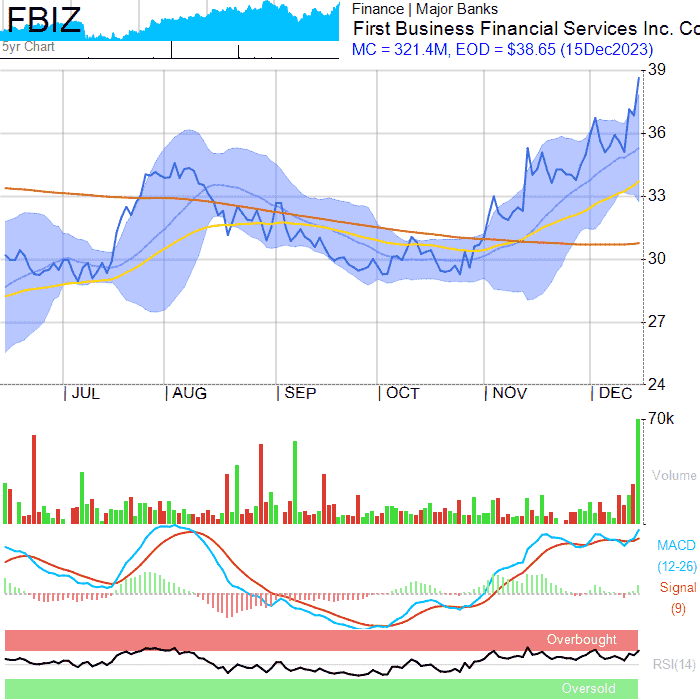 FBIZ
5yr Chart
Finance | Major Banks
First Business Financial Services Inc. Co
MC = 321.4M, EOD = $38.65 (15Dec2023)
39
36
33
30
27
24
JUL AUG SEP OCT NOV DEC
70k
Volume
MACD
(12-26)
Signal
(9)
Overbought
RSI(14)
Oversold